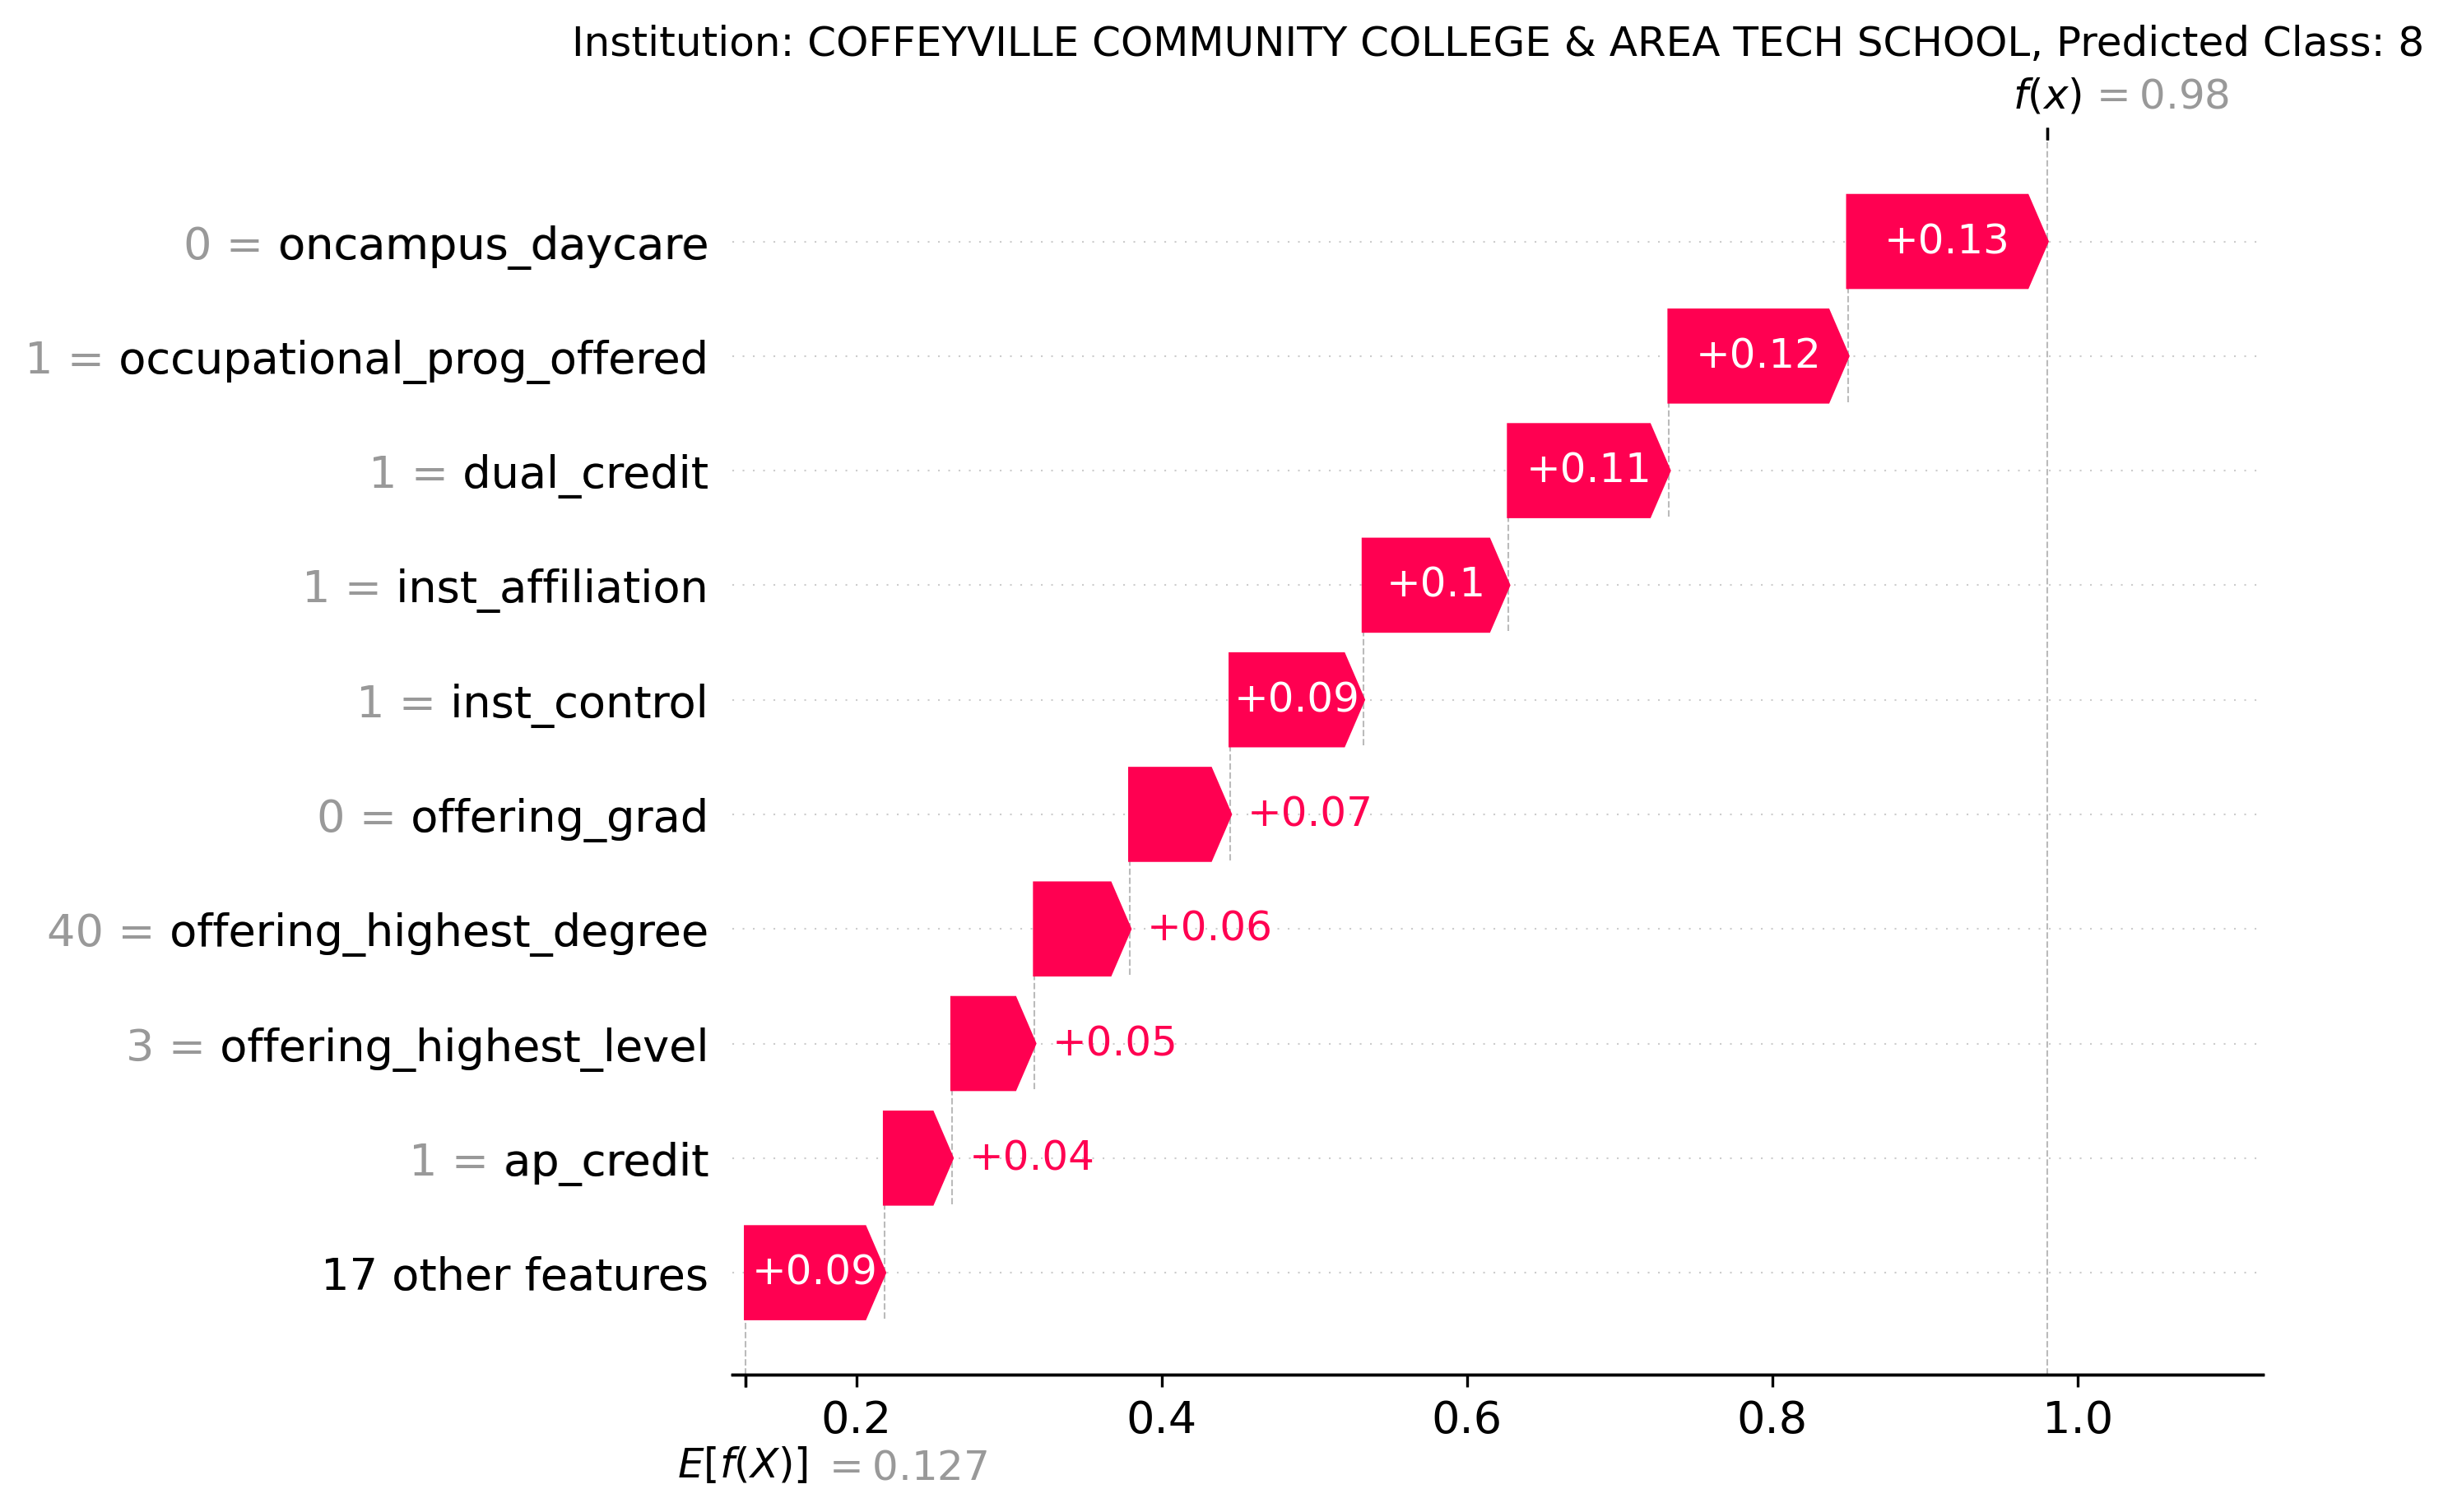 Institution: COFFEYVILLE COMMUNITY COLLEGE & AREA TECH SCHOOL, Predicted Class: 8
f(x) = 0.98
0 = oncampus_daycare +0.13
1 = occupational_prog_offered +0.12
1 = dual_credit +0.11
1 = inst_affiliation +0.1
1 = inst_control +0.09
0 = offering_grad +0.07
40 = offering_highest_degree +0.06
3 = offering_highest_level +0.05
1 = ap_credit +0.04
17 other features +0.09
0.2 0.4 0.6 0.8 1.0
E[f(X)] = 0.127